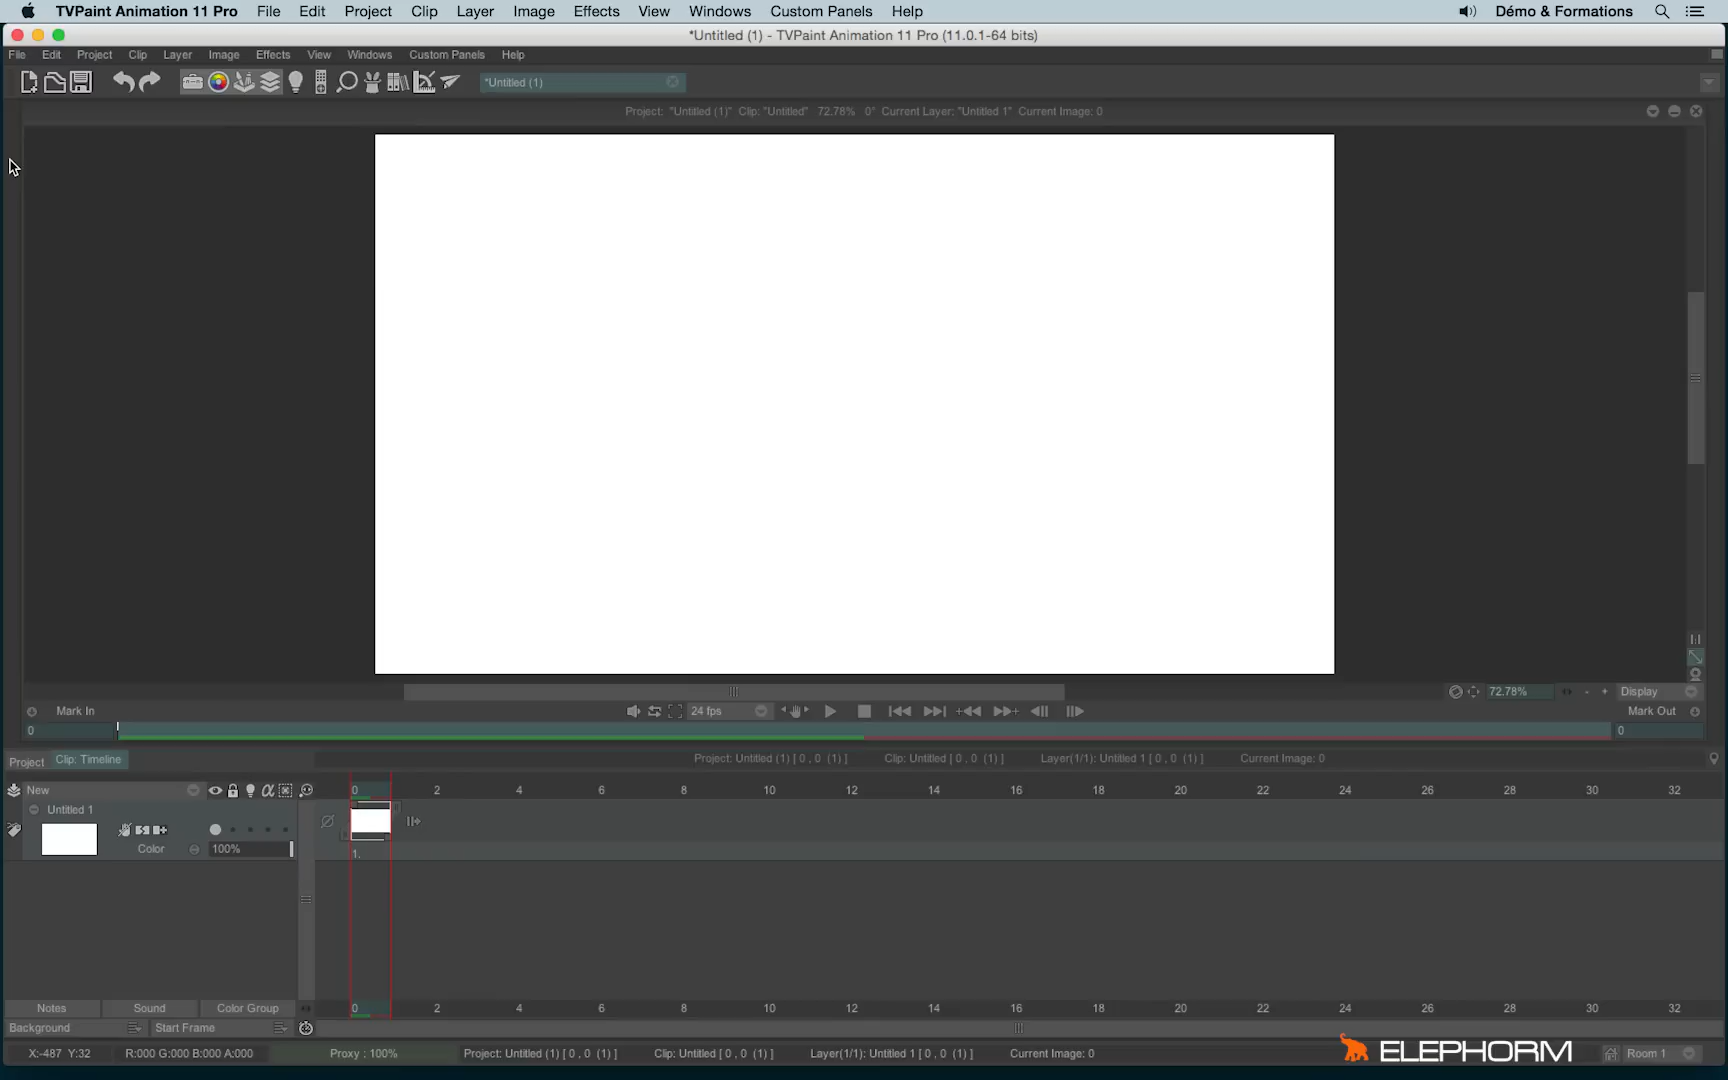 TVPaint Animation 11 Pro File Edit Project Clip Layer Image Effects View Windows Custom Panels Help Démo & Formations
*Untitled (1) - TVPaint Animation 11 Pro (11.0.1-64 bits)
File Edit Project Clip Layer Image Effects View Windows Custom Panels Help
*Untitled (1)
Project: "Untitled (1)" Clip: "Untitled" 72.78% 0° Current Layer: "Untitled 1" Current Image: 0
72.78% - + Display
Mark In 24 fps Mark Out
0 0
Project Clip: Timeline Project: Untitled (1) [ 0 , 0 (1) ] Clip: Untitled [ 0 , 0 (1) ] Layer(1/1): Untitled 1 [ 0 , 0 (1) ] Current Image: 0
New 0 2 4 6 8 10 12 14 16 18 20 22 24 26 28 30 32
Untitled 1
Color 100%
1.
Notes Sound Color Group 0 2 4 6 8 10 12 14 16 18 20 22 24 26 28 30 32
Background Start Frame
X:-487 Y:32 R:000 G:000 B:000 A:000 Proxy : 100% Project: Untitled (1) [ 0 , 0 (1) ] Clip: Untitled [ 0 , 0 (1) ] Layer(1/1): Untitled 1 [ 0 , 0 (1) ] Current Image: 0 ELEPHORM Room 1